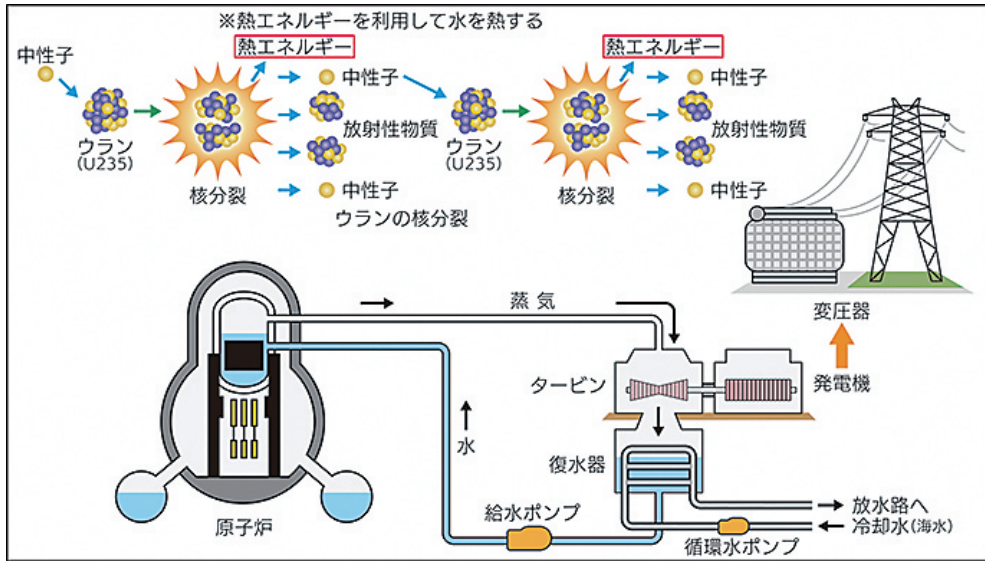 ※熱エネルギーを利用して水を熱する
中性子
熱エネルギー
中性子
放射性物質
ウラン
(U235)
核分裂
中性子
ウランの核分裂
熱エネルギー
中性子
放射性物質
ウラン
(U235)
核分裂
中性子
変圧器
発電機
蒸気
タービン
水
復水器
原子炉
給水ポンプ
放水路へ
冷却水(海水)
循環水ポンプ